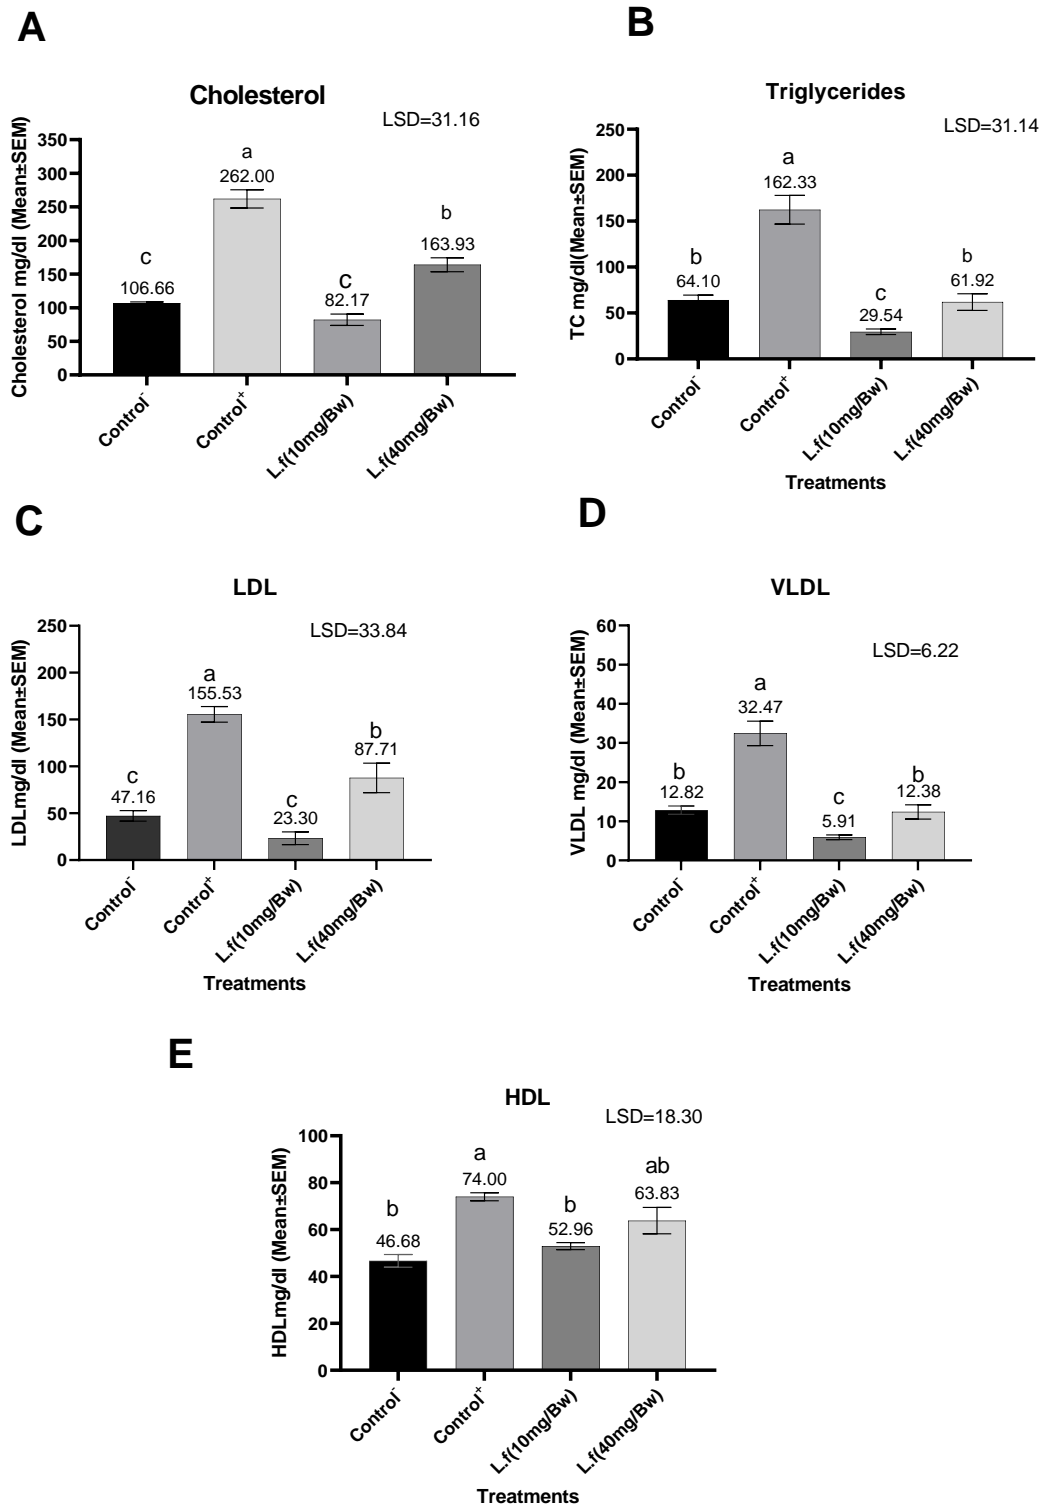 A
Cholesterol
LSD=31.16
Cholesterol mg/dl (Mean±SEM)
350
300
250
200
150
100
50
0
c
106.66
a
262.00
c
82.17
b
163.93
Control-
Control+
L.f(10mg/Bw)
L.f(40mg/Bw)
B
Triglycerides
LSD=31.14
TC mg/dl(Mean±SEM)
250
200
150
100
50
0
b
64.10
a
162.33
c
29.54
b
61.92
Control-
Control+
L.f(10mg/Bw)
L.f(40mg/Bw)
Treatments
C
LDL
LSD=33.84
LDLmg/dl (Mean±SEM)
250
200
150
100
50
0
c
47.16
a
155.53
c
23.30
b
87.71
Control-
Control+
L.f(10mg/Bw)
L.f(40mg/Bw)
Treatments
D
VLDL
LSD=6.22
VLDL mg/dl (Mean±SEM)
60
50
40
30
20
10
0
b
12.82
a
32.47
c
5.91
b
12.38
Control-
Control+
L.f(10mg/Bw)
L.f(40mg/Bw)
Treatments
E
HDL
LSD=18.30
HDLmg/dl (Mean±SEM)
100
80
60
40
20
0
b
46.68
a
74.00
b
52.96
ab
63.83
Control-
Control+
L.f(10mg/Bw)
L.f(40mg/Bw)
Treatments